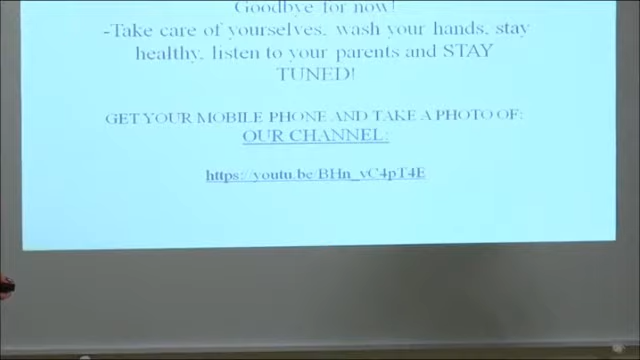 Goodbye for now!
-Take care of yourselves, wash your hands, stay
healthy, listen to your parents and STAY
TUNED!
GET YOUR MOBILE PHONE AND TAKE A PHOTO OF:
OUR CHANNEL:
https://youtu.be/BHn_vC4pT4E